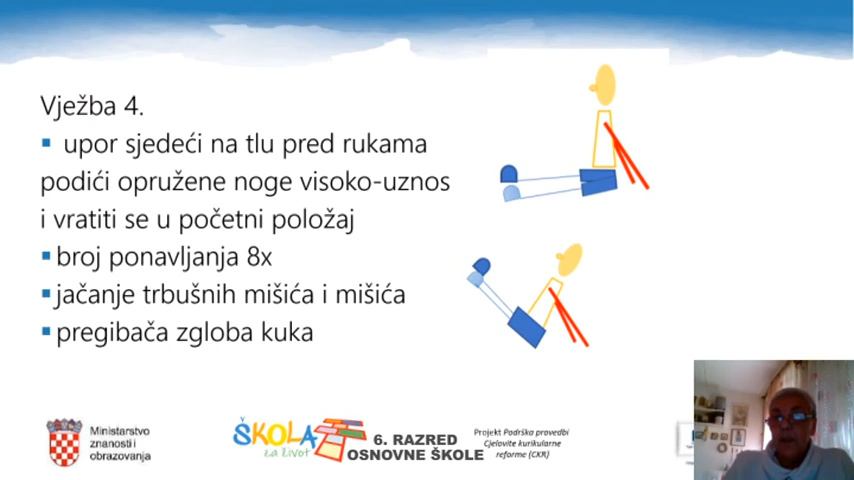 Vježba 4.
▪ upor sjedeći na tlu pred rukama
podići opružene noge visoko-uznos
i vratiti se u početni položaj
▪ broj ponavljanja 8x
▪ jačanje trbušnih mišića i mišića
▪ pregibača zgloba kuka
Ministarstvo
znanosti i
obrazovanja
ŠKOLA
za život
6. RAZRED
OSNOVNE ŠKOLE
Projekt Podrška provedbi
Cjelovite kurikularne
reforme (CKR)